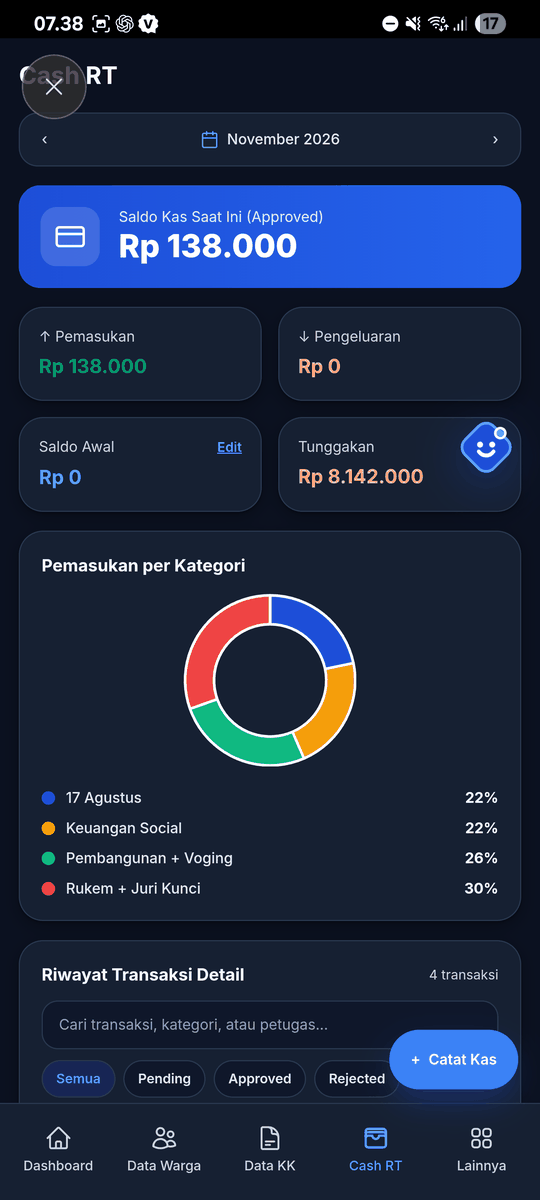 07.38
17
Cash RT
‹ November 2026 ›
Saldo Kas Saat Ini (Approved)
Rp 138.000
↑ Pemasukan
Rp 138.000
↓ Pengeluaran
Rp 0
Saldo Awal
Edit
Rp 0
Tunggakan
Rp 8.142.000
Pemasukan per Kategori
17 Agustus 22%
Keuangan Social 22%
Pembangunan + Voging 26%
Rukem + Juri Kunci 30%
Riwayat Transaksi Detail 4 transaksi
Cari transaksi, kategori, atau petugas...
Semua Pending Approved Rejected
+ Catat Kas
Dashboard Data Warga Data KK Cash RT Lainnya